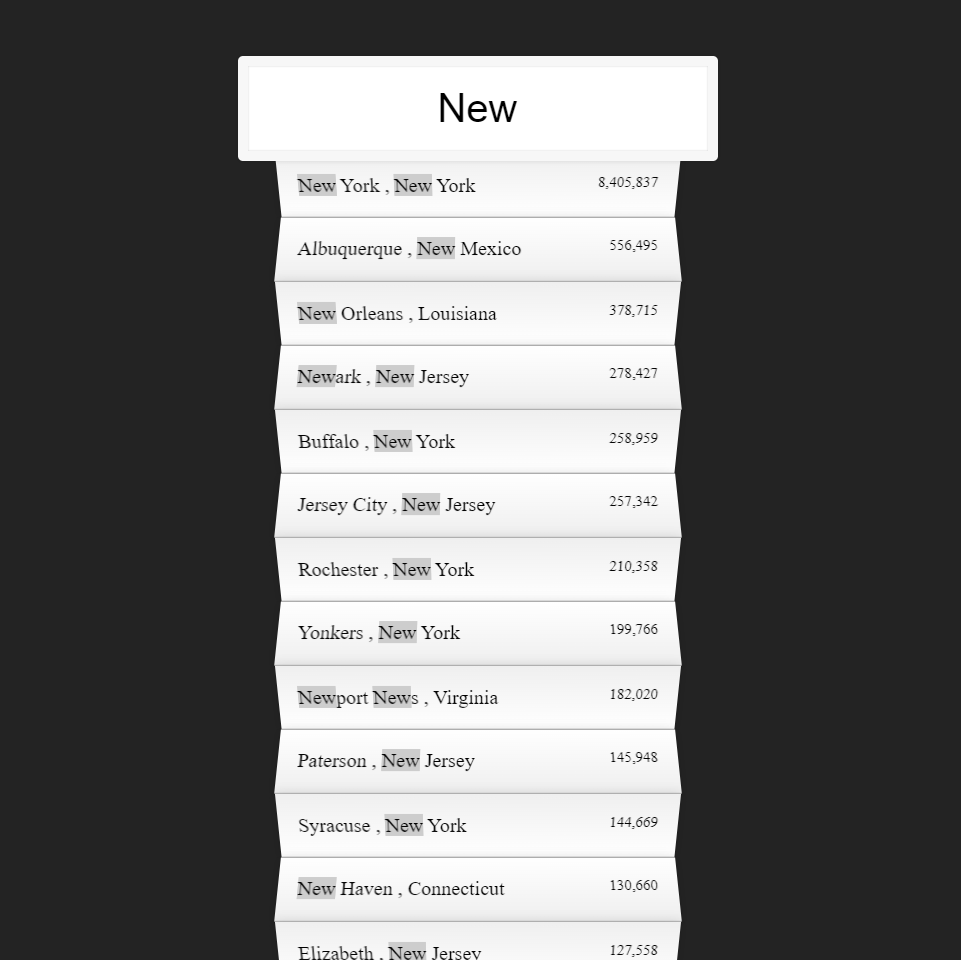 New
New York , New York 8,405,837
Albuquerque , New Mexico 556,495
New Orleans , Louisiana 378,715
Newark , New Jersey 278,427
Buffalo , New York 258,959
Jersey City , New Jersey 257,342
Rochester , New York 210,358
Yonkers , New York 199,766
Newport News , Virginia 182,020
Paterson , New Jersey 145,948
Syracuse , New York 144,669
New Haven , Connecticut 130,660
Elizabeth , New Jersey 127,558